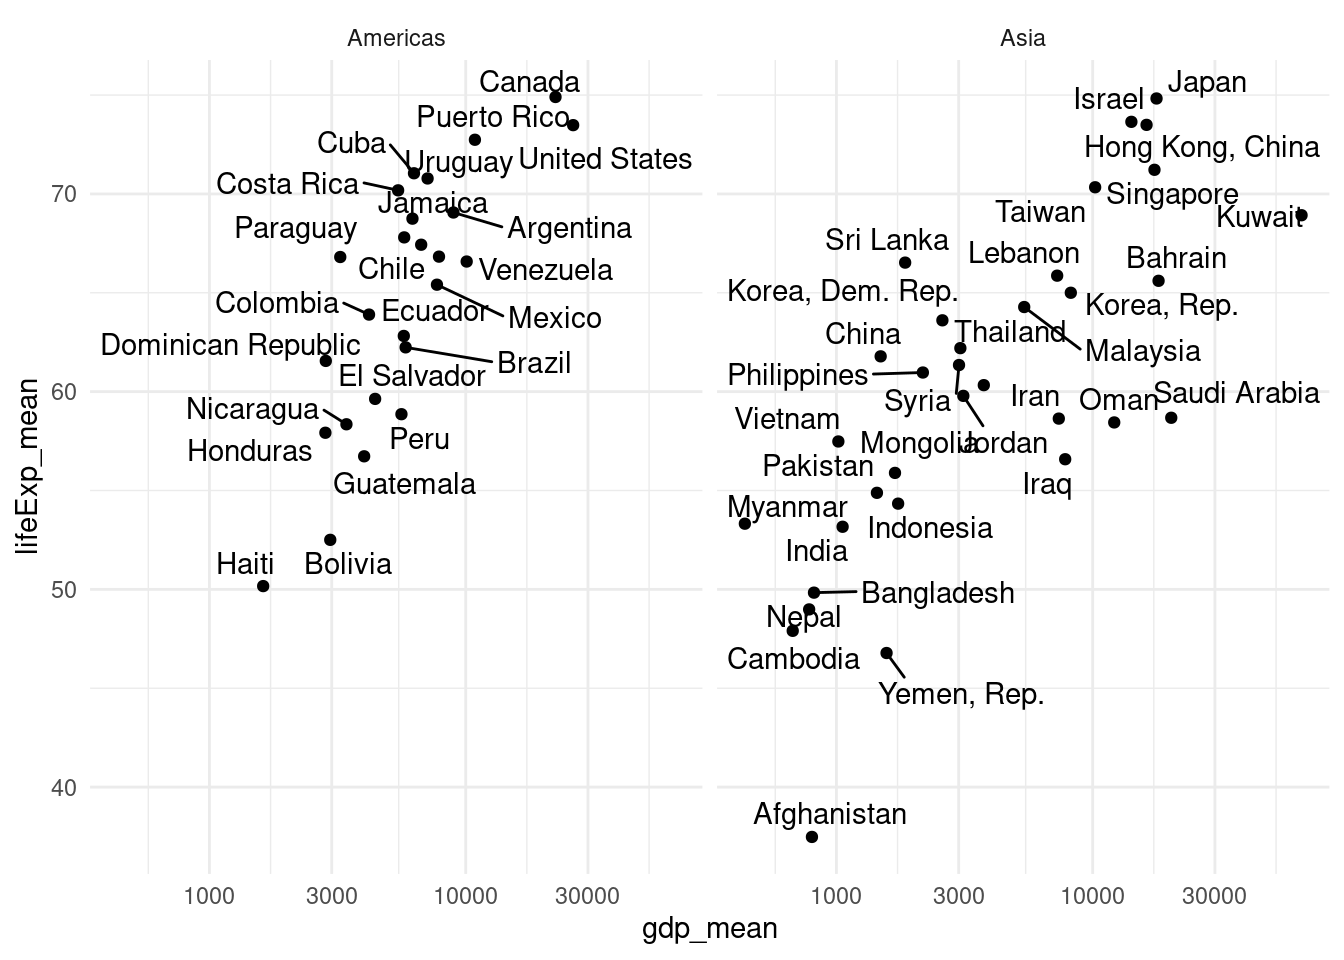 Americas
Asia
Canada
Puerto Rico
Cuba
Uruguay
United States
Costa Rica
Jamaica
Paraguay
Argentina
Chile
Venezuela
Colombia
Ecuador
Mexico
Dominican Republic
Brazil
El Salvador
Nicaragua
Peru
Honduras
Guatemala
Haiti
Bolivia
Japan
Israel
Hong Kong, China
Singapore
Taiwan
Kuwait
Sri Lanka
Lebanon
Bahrain
Korea, Dem. Rep.
Korea, Rep.
China
Thailand
Malaysia
Philippines
Syria
Iran
Oman
Saudi Arabia
Vietnam
Mongolia
Jordan
Pakistan
Iraq
Myanmar
Indonesia
India
Bangladesh
Nepal
Cambodia
Yemen, Rep.
Afghanistan
70
60
50
40
lifeExp_mean
1000 3000 10000 30000
1000 3000 10000 30000
gdp_mean